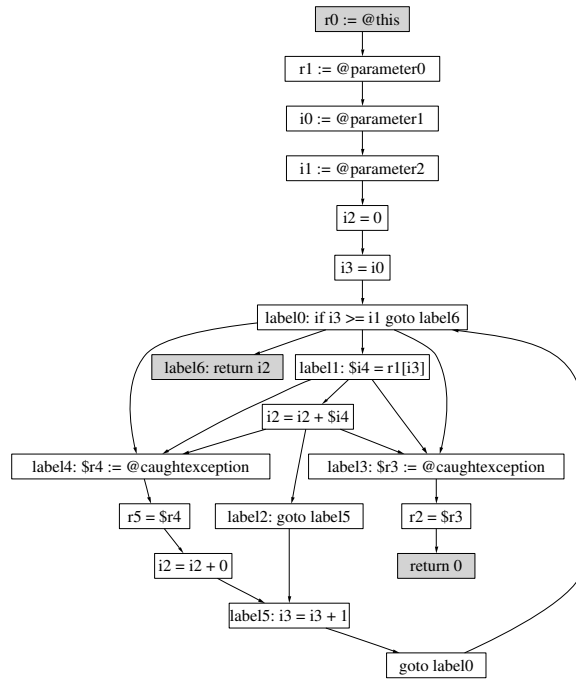 r0 := @this
r1 := @parameter0
i0 := @parameter1
i1 := @parameter2
i2 = 0
i3 = i0
label0: if i3 >= i1 goto label6
label6: return i2
label1: $i4 = r1[i3]
i2 = i2 + $i4
label4: $r4 := @caughtexception
label3: $r3 := @caughtexception
r5 = $r4
label2: goto label5
r2 = $r3
i2 = i2 + 0
return 0
label5: i3 = i3 + 1
goto label0